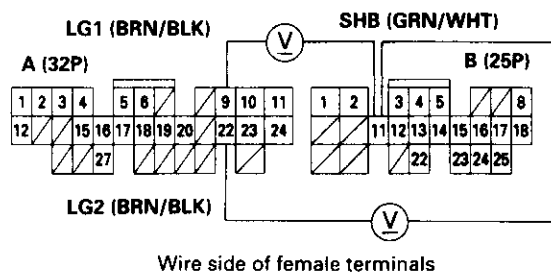 LG1 (BRN/BLK) SHB (GRN/WHT)
V
A (32P) B (25P)
1 2 3 4 5 6 9 10 11 1 2 3 4 5 8
12 15 16 17 18 19 20 22 23 24 11 12 13 14 15 16 17 18
27 22 23 24 25
LG2 (BRN/BLK) V
Wire side of female terminals